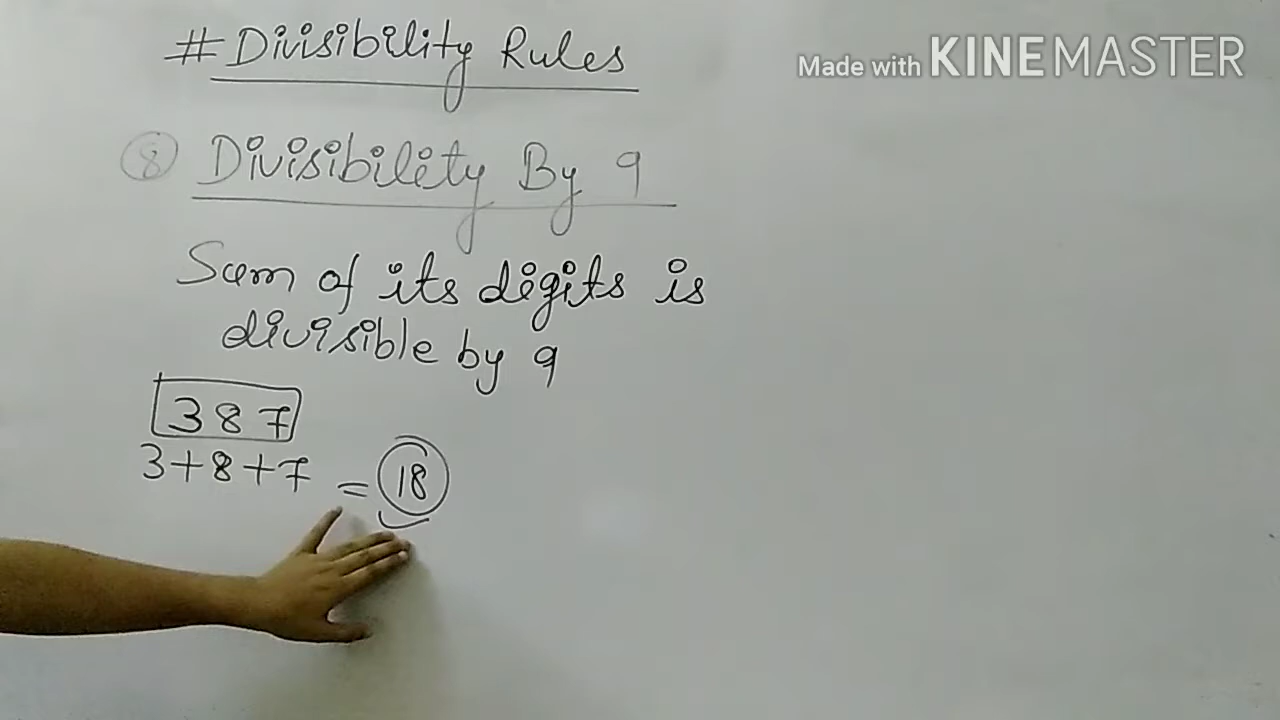 # Divisibility Rules
Made with KINEMASTER
8 Divisibility By 9
Sum of its digits is
divisible by 9
387
3+8+7 = 18